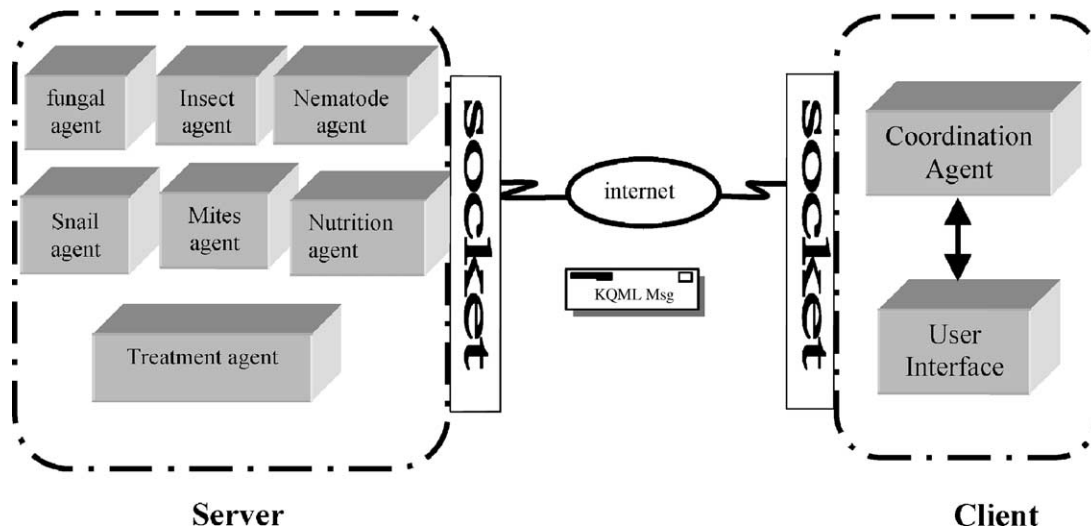 fungal
agent
Insect
agent
Nematode
agent
Snail
agent
Mites
agent
Nutrition
agent
Treatment agent
socket
internet
KQML Msg
socket
Coordination
Agent
User
Interface
Server
Client